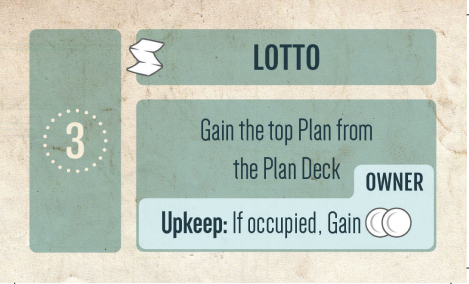 LOTTO
3
Gain the top Plan from
the Plan Deck
OWNER
Upkeep: If occupied, Gain